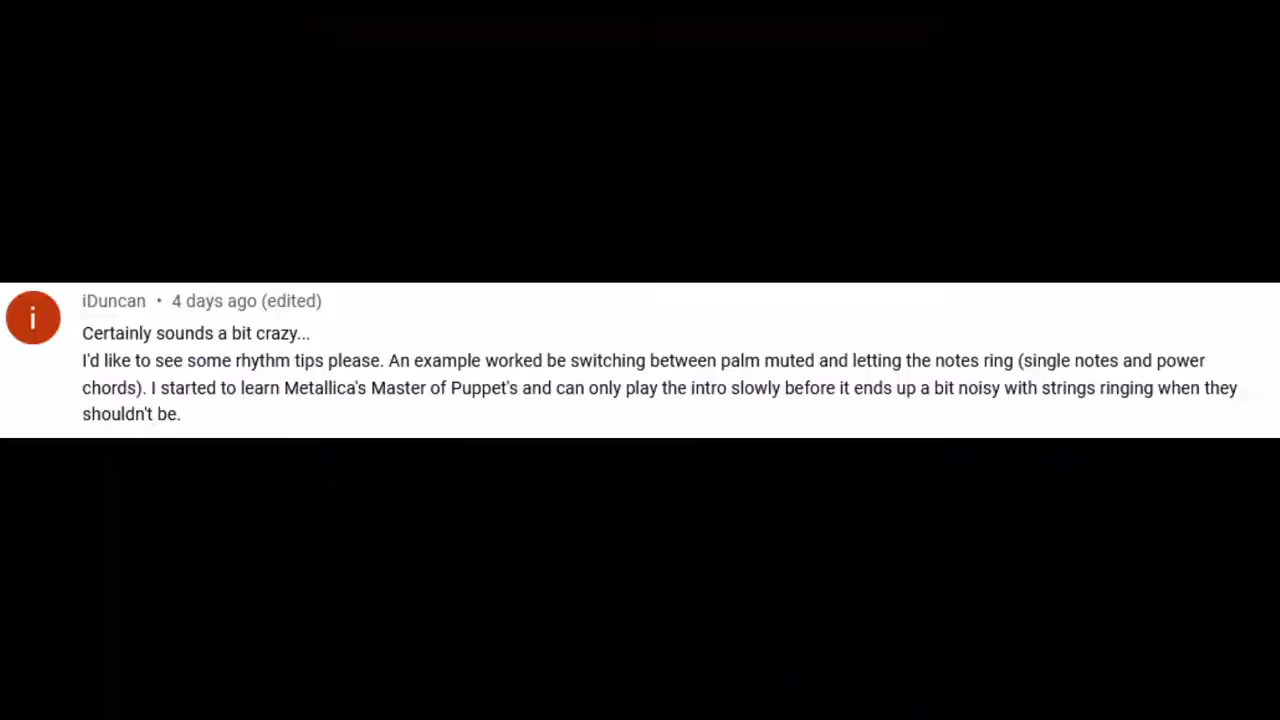 i
iDuncan • 4 days ago (edited)
Certainly sounds a bit crazy...
I'd like to see some rhythm tips please. An example worked be switching between palm muted and letting the notes ring (single notes and power
chords). I started to learn Metallica's Master of Puppet's and can only play the intro slowly before it ends up a bit noisy with strings ringing when they
shouldn't be.